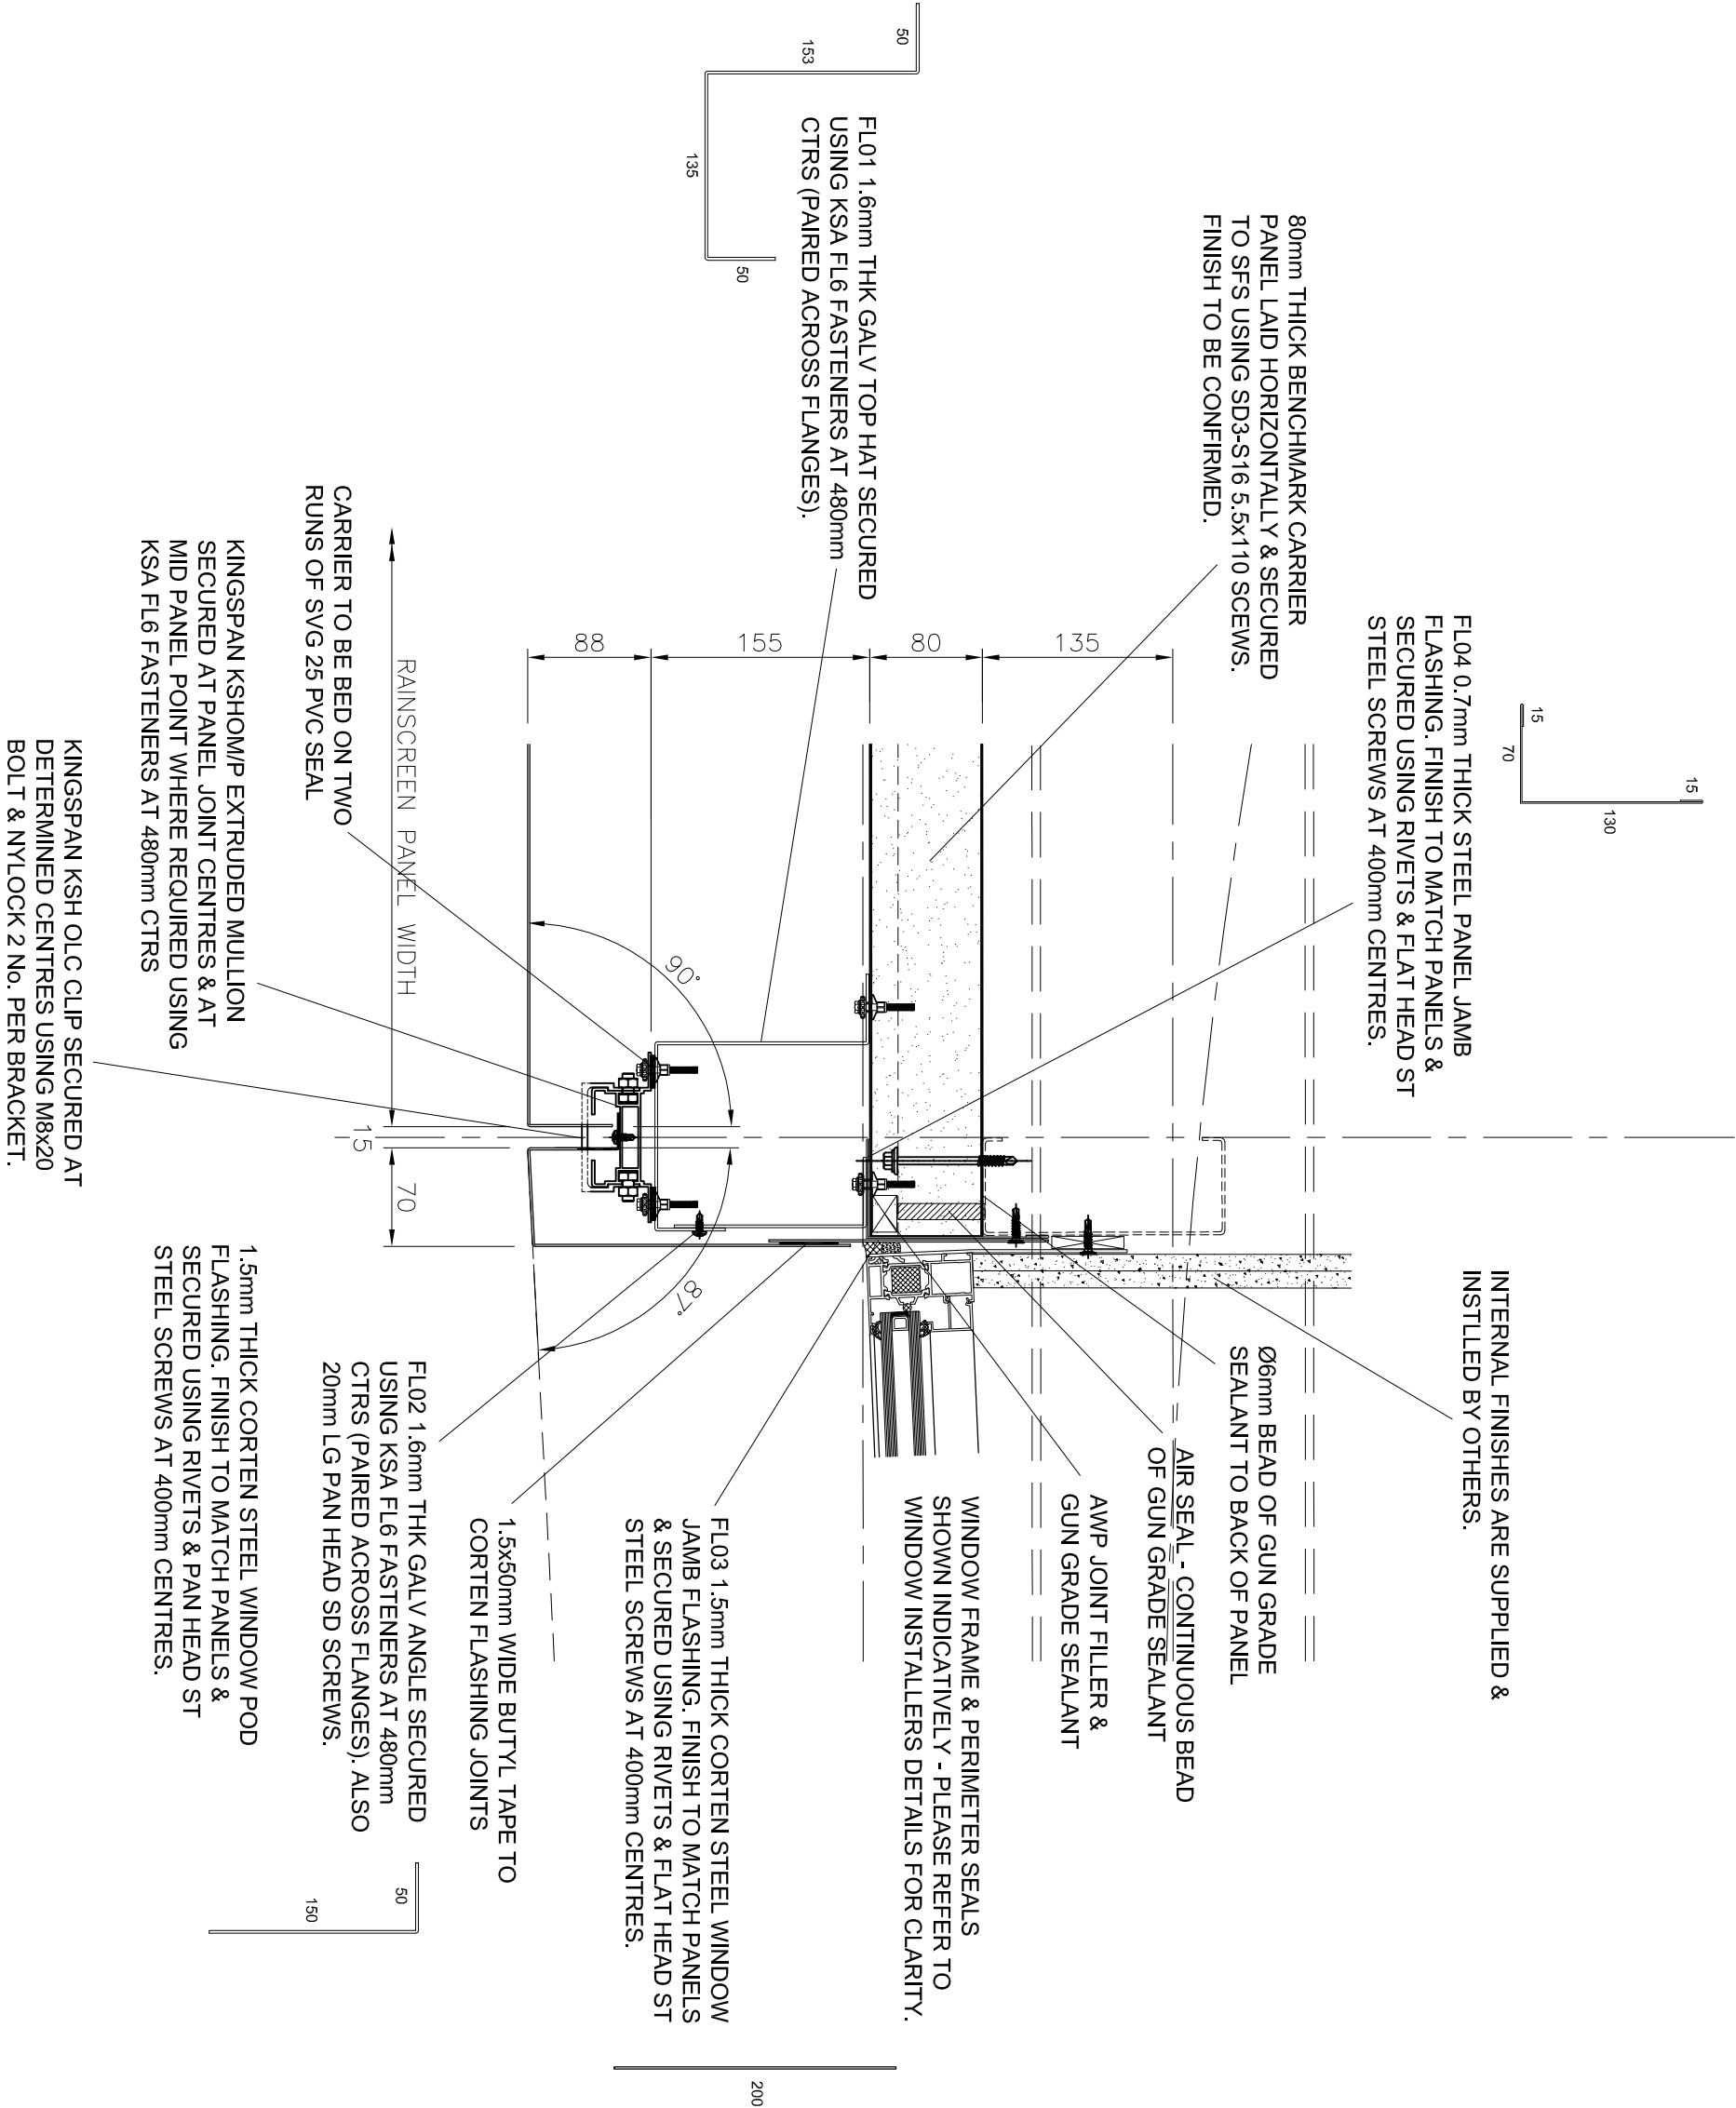 INTERNAL FINISHES ARE SUPPLIED &
INSTLLED BY OTHERS.
15
130
70
15
FL04 0.7mm THICK STEEL PANEL JAMB
FLASHING. FINISH TO MATCH PANELS &
SECURED USING RIVETS & FLAT HEAD ST
STEEL SCREWS AT 400mm CENTRES.
Ø6mm BEAD OF GUN GRADE
SEALANT TO BACK OF PANEL
80mm THICK BENCHMARK CARRIER
PANEL LAID HORIZONTALLY & SECURED
TO SFS USING SD3-S16 5.5x110 SCEWS.
FINISH TO BE CONFIRMED.
AIR SEAL - CONTINUOUS BEAD
OF GUN GRADE SEALANT
AWP JOINT FILLER &
GUN GRADE SEALANT
135
80
155
88
WINDOW FRAME & PERIMETER SEALS
SHOWN INDICATIVELY - PLEASE REFER TO
WINDOW INSTALLERS DETAILS FOR CLARITY.
50
153
135
50
FL01 1.6mm THK GALV TOP HAT SECURED
USING KSA FL6 FASTENERS AT 480mm
CTRS (PAIRED ACROSS FLANGES).
FL03 1.5mm THICK CORTEN STEEL WINDOW
JAMB FLASHING. FINISH TO MATCH PANELS
& SECURED USING RIVETS & FLAT HEAD ST
STEEL SCREWS AT 400mm CENTRES.
200
90°
87°
1.5x50mm WIDE BUTYL TAPE TO
CORTEN FLASHING JOINTS
RAINSCREEN PANEL WIDTH
15
70
FL02 1.6mm THK GALV ANGLE SECURED
USING KSA FL6 FASTENERS AT 480mm
CTRS (PAIRED ACROSS FLANGES). ALSO
20mm LG PAN HEAD SD SCREWS.
50
150
CARRIER TO BE BED ON TWO
RUNS OF SVG 25 PVC SEAL
1.5mm THICK CORTEN STEEL WINDOW POD
FLASHING. FINISH TO MATCH PANELS &
SECURED USING RIVETS & PAN HEAD ST
STEEL SCREWS AT 400mm CENTRES.
KINGSPAN KSHOM/P EXTRUDED MULLION
SECURED AT PANEL JOINT CENTRES & AT
MID PANEL POINT WHERE REQUIRED USING
KSA FL6 FASTENERS AT 480mm CTRS
KINGSPAN KSH OLC CLIP SECURED AT
DETERMINED CENTRES USING M8x20
BOLT & NYLOCK 2 No. PER BRACKET.